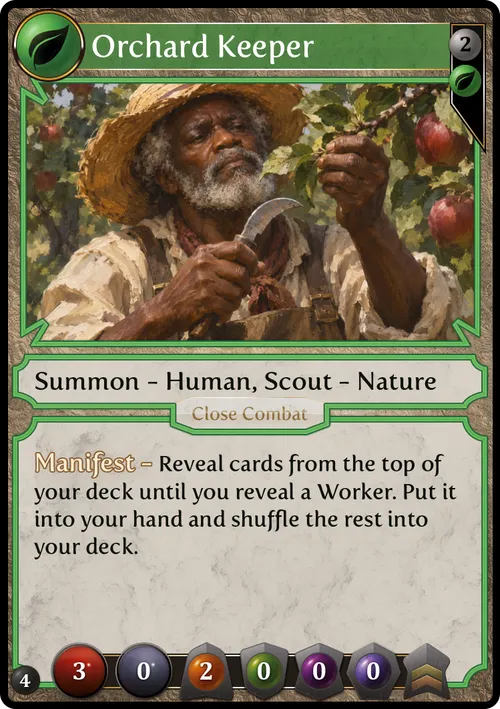 Orchard Keeper
2
Summon – Human, Scout – Nature
Close Combat
Manifest – Reveal cards from the top of
your deck until you reveal a Worker. Put it
into your hand and shuffle the rest into
your deck.
4 3* 0* 2 0 0 0